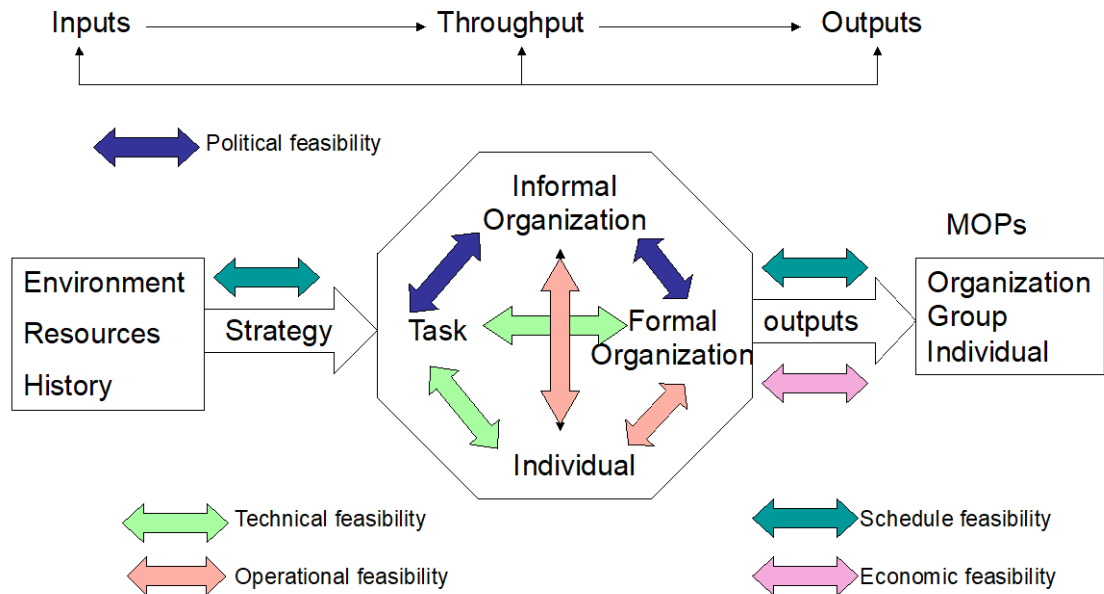 Inputs
Throughput
Outputs
Political feasibility
Informal
Organization
MOPs
Environment
Resources
History
Strategy
Task
Formal
Organization
outputs
Organization
Group
Individual
Individual
Technical feasibility
Schedule feasibility
Operational feasibility
Economic feasibility